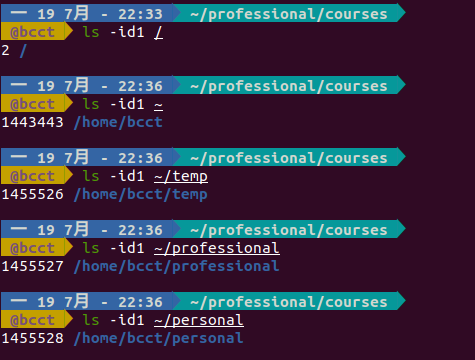 一 19 7月 - 22:33 ~/professional/courses
@bcct ls -id1 /
2 /
一 19 7月 - 22:36 ~/professional/courses
@bcct ls -id1 ~
1443443 /home/bcct
一 19 7月 - 22:36 ~/professional/courses
@bcct ls -id1 ~/temp
1455526 /home/bcct/temp
一 19 7月 - 22:36 ~/professional/courses
@bcct ls -id1 ~/professional
1455527 /home/bcct/professional
一 19 7月 - 22:36 ~/professional/courses
@bcct ls -id1 ~/personal
1455528 /home/bcct/personal